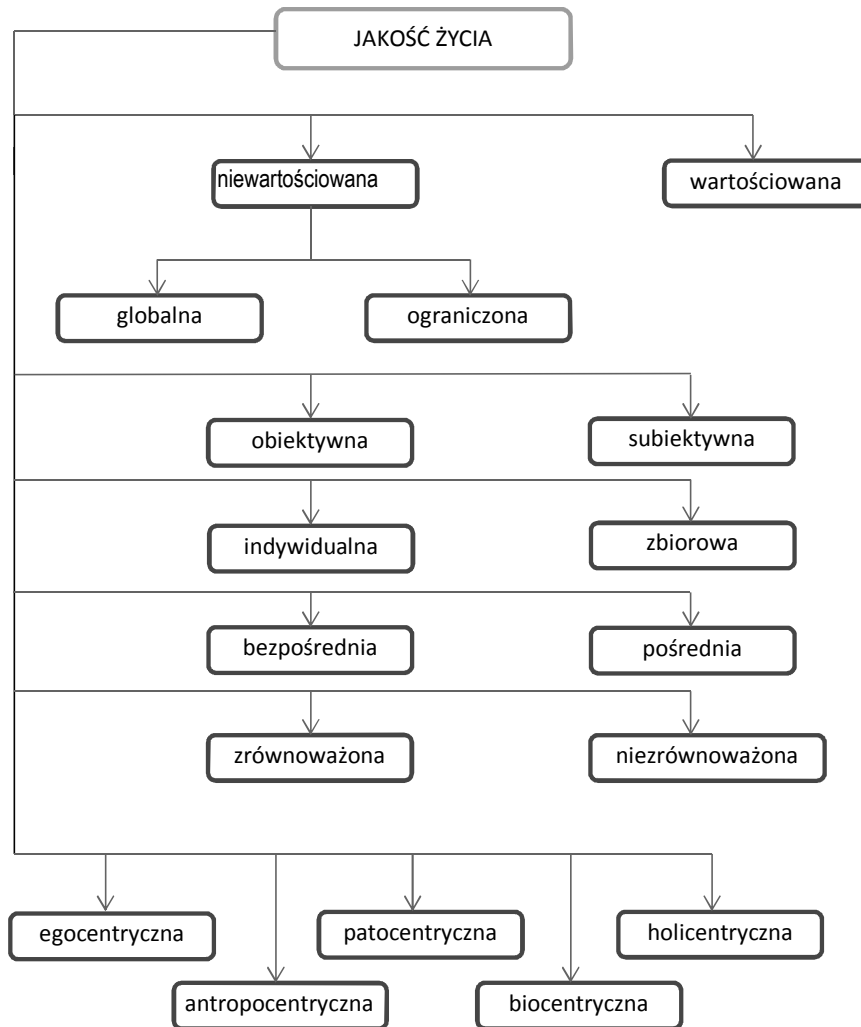 JAKOŚĆ ŻYCIA
niewartościowana
wartościowana
globalna
ograniczona
obiektywna
subiektywna
indywidualna
zbiorowa
bezpośrednia
pośrednia
zrównoważona
niezrównoważona
egocentryczna
patocentryczna
holicentryczna
antropocentryczna
biocentryczna